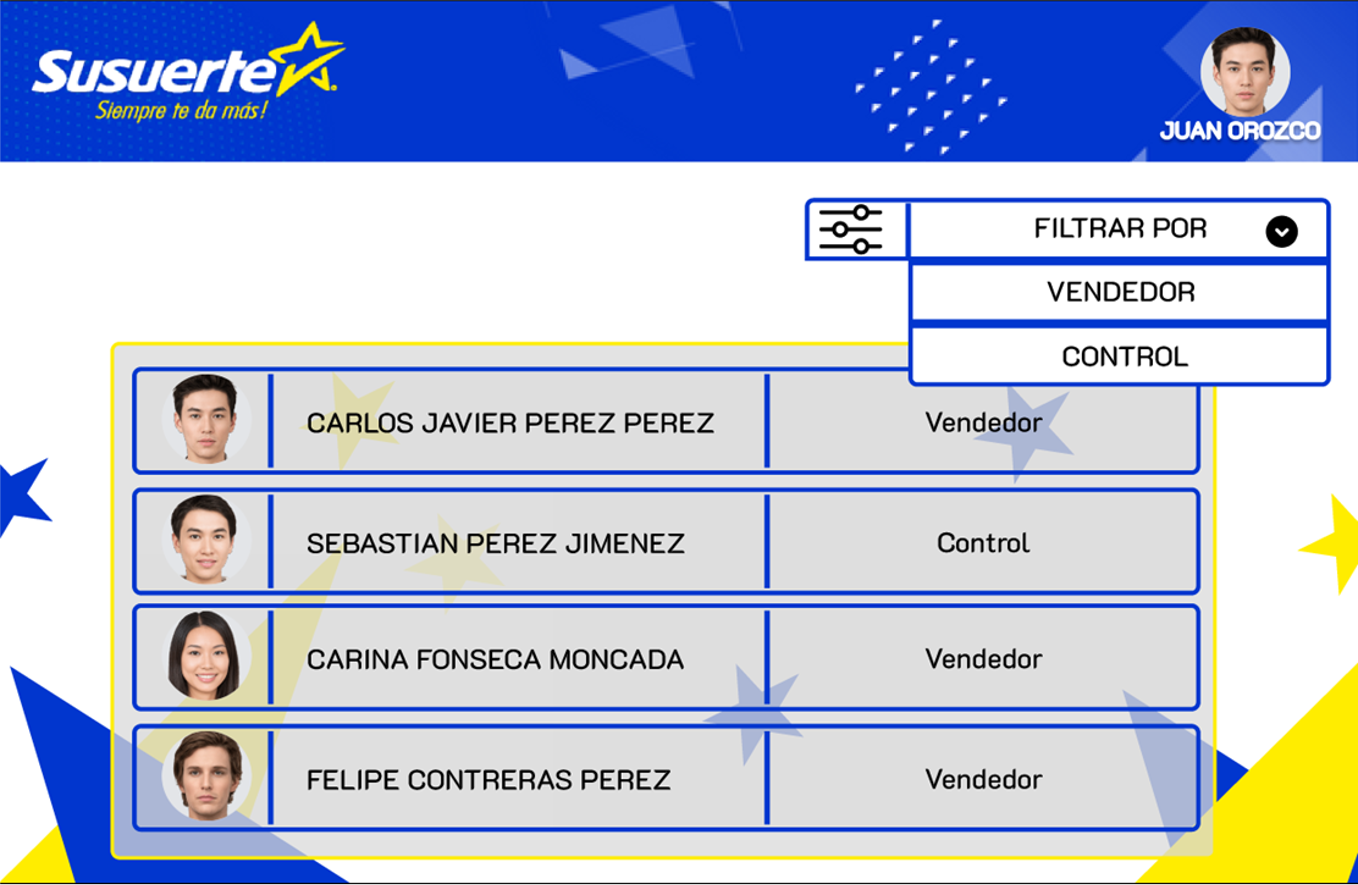 Susuerte
Siempre te da más!
JUAN OROZCO
FILTRAR POR
VENDEDOR
CONTROL
CARLOS JAVIER PEREZ PEREZ Vendedor
SEBASTIAN PEREZ JIMENEZ Control
CARINA FONSECA MONCADA Vendedor
FELIPE CONTRERAS PEREZ Vendedor